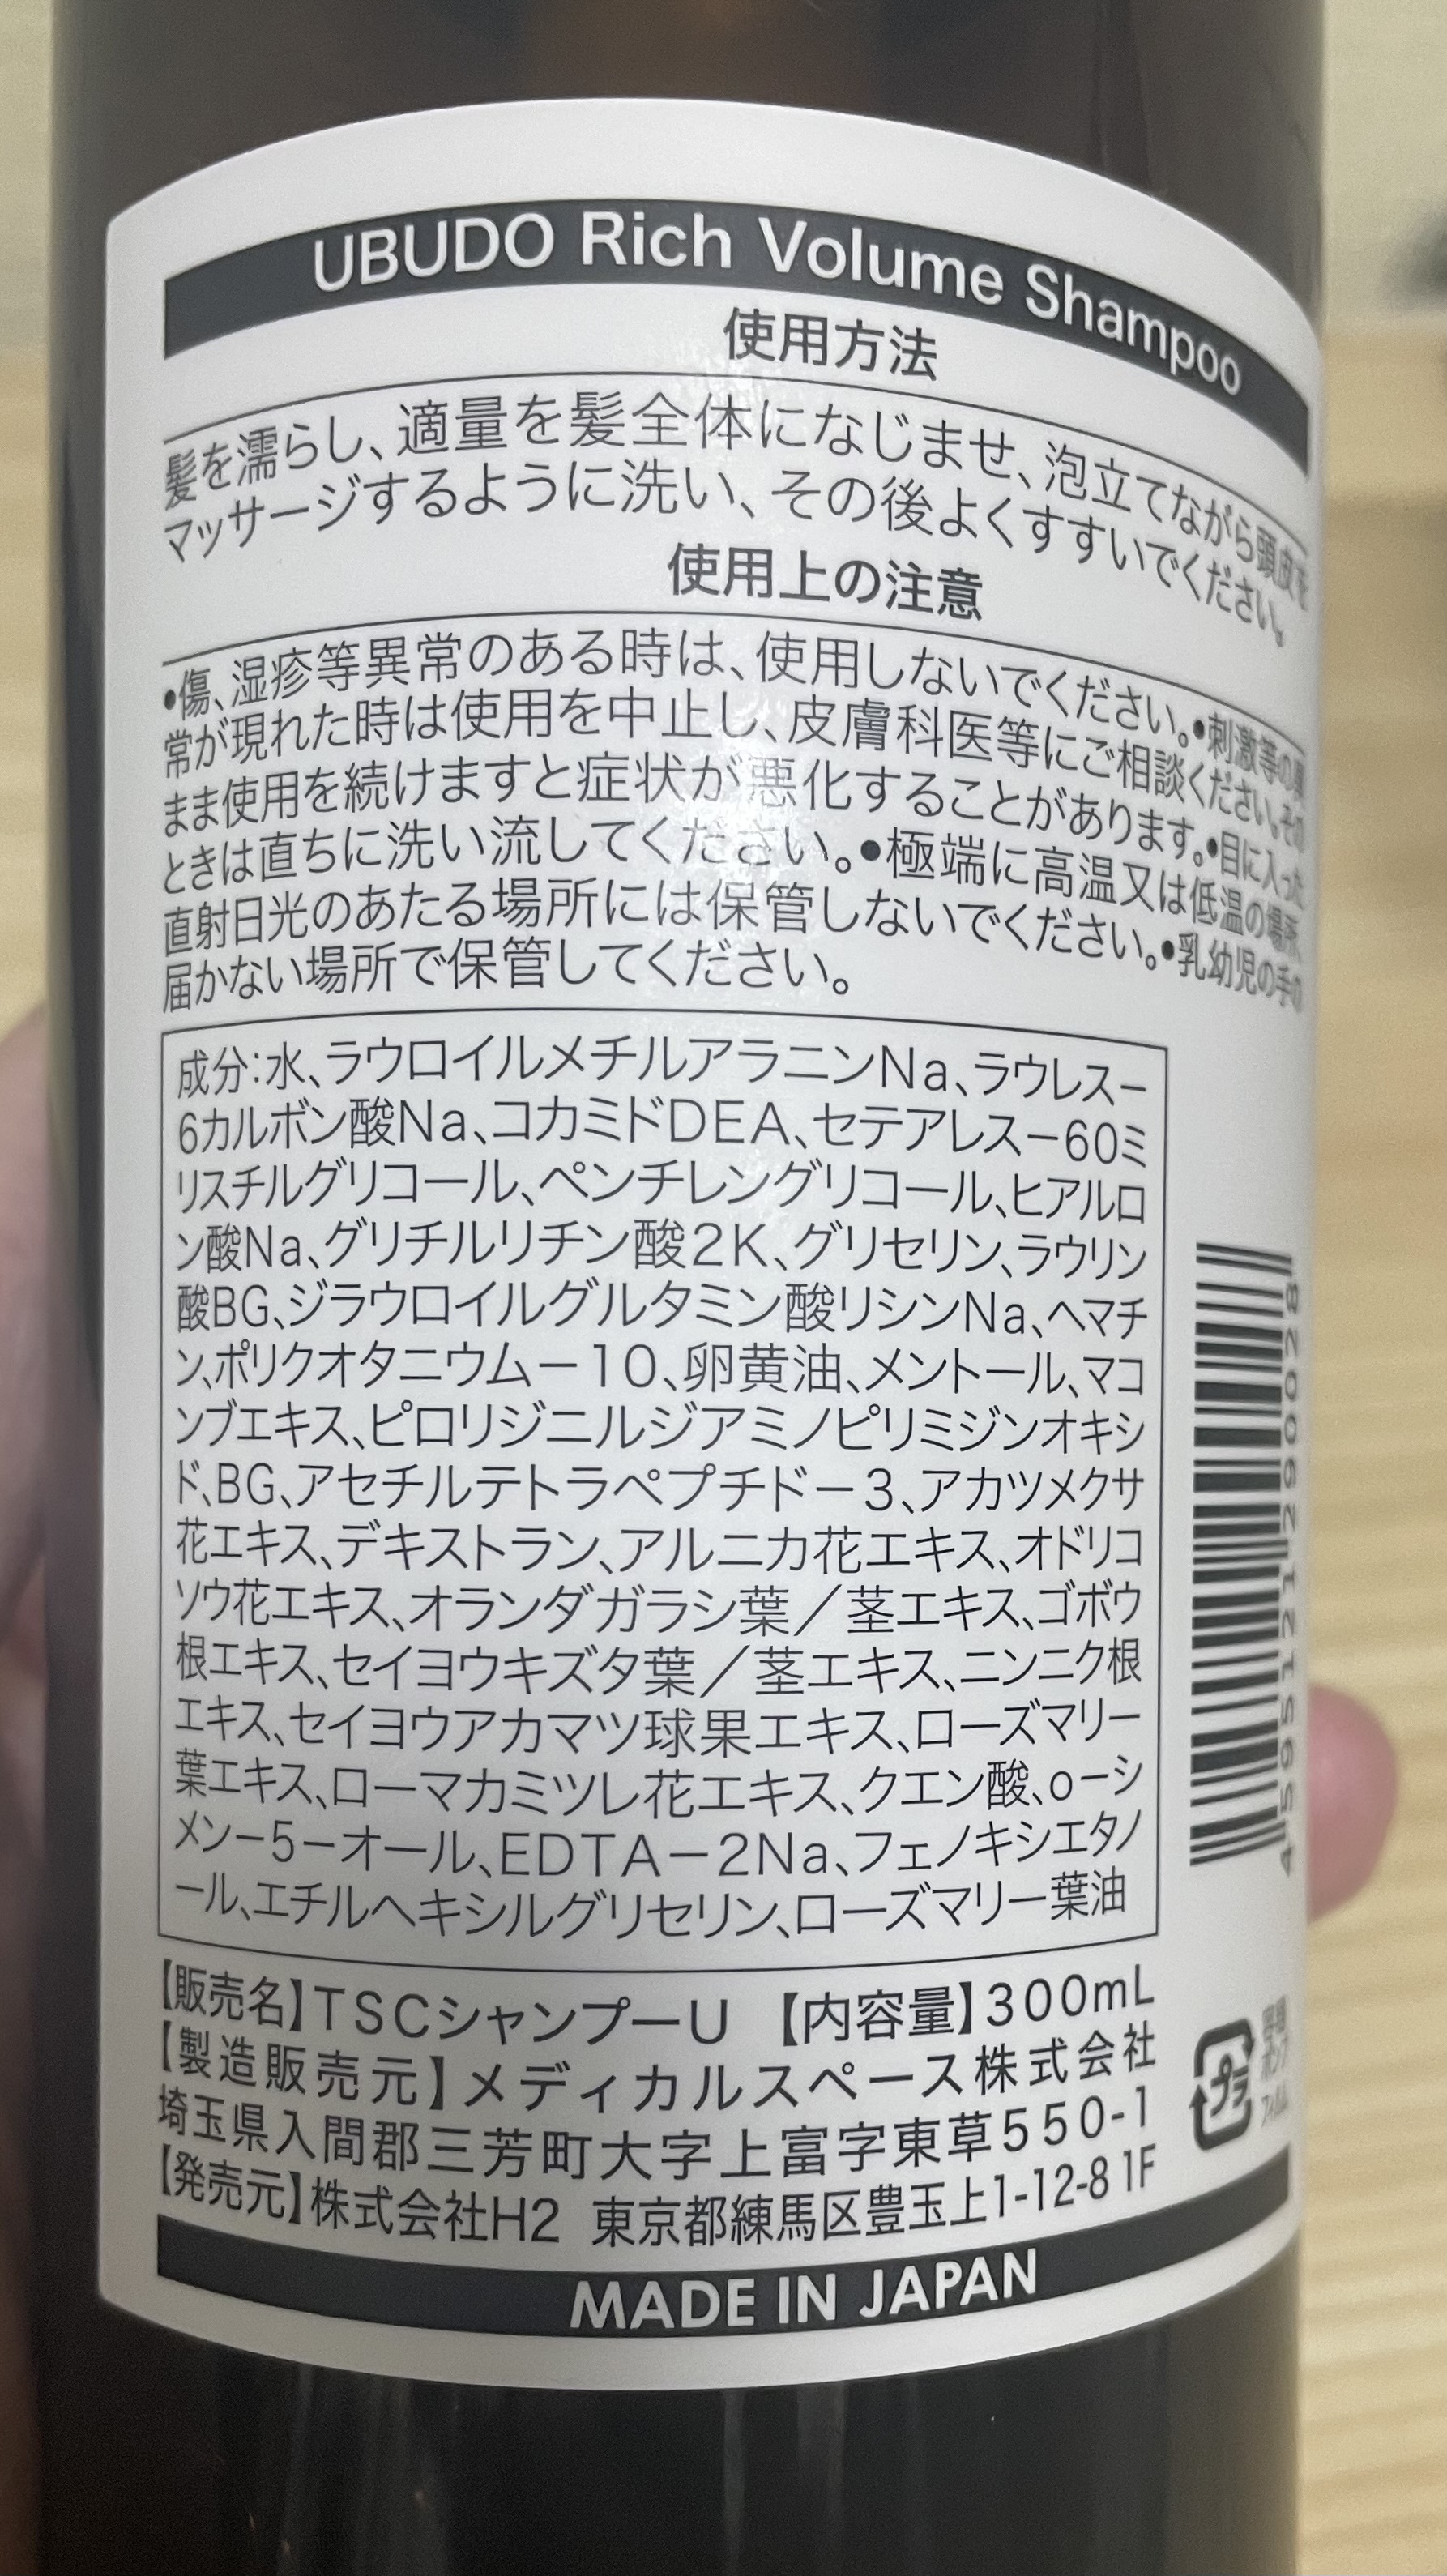 UBUDO Rich Volume Shampoo
使用方法
髪を濡らし、適量を髪全体になじませ、泡立てながら頭皮を
マッサージするように洗い、その後よくすすいでください。
使用上の注意
•傷、湿疹等異常のある時は、使用しないでください。•刺激等の異
常が現れた時は使用を中止し、皮膚科医等にご相談ください。その
まま使用を続けますと症状が悪化することがあります。•目に入った
ときは直ちに洗い流してください。•極端に高温又は低温の場所、
直射日光のあたる場所には保管しないでください。•乳幼児の手の
届かない場所で保管してください。
成分:水、ラウロイルメチルアラニンNa、ラウレスー
6カルボン酸Na、コカミドDEA、セテアレスー60ミ
リスチルグリコール、ペンチレングリコール、ヒアルロ
ン酸Na、グリチルリチン酸2K、グリセリン、ラウリン
酸BG、ジラウロイルグルタミン酸リシンNa、ヘマチ
ン、ポリクオタニウムー10、卵黄油、メントール、マコ
ンブエキス、ピロリジニルジアミノピリミジンオキシ
ド、BG、アセチルテトラペプチドー3、アカツメクサ
花エキス、デキストラン、アルニカ花エキス、オドリコ
ソウ花エキス、オランダガラシ葉／茎エキス、ゴボウ
根エキス、セイヨウキズタ葉／茎エキス、ニンニク根
エキス、セイヨウアカマツ球果エキス、ローズマリー
葉エキス、ローマカミツレ花エキス、クエン酸、oーシ
メンー5ーオール、EDTAー2Na、フェノキシエタノ
ール、エチルヘキシルグリセリン、ローズマリー葉油
4595121290028
【販売名】TSCシャンプーU 【内容量】300mL
【製造販売元】メディカルスペース株式会社
埼玉県入間郡三芳町大字上富字東草550-1
【発売元】株式会社H2 東京都練馬区豊玉上1-12-8 1F
プラ
MADE IN JAPAN